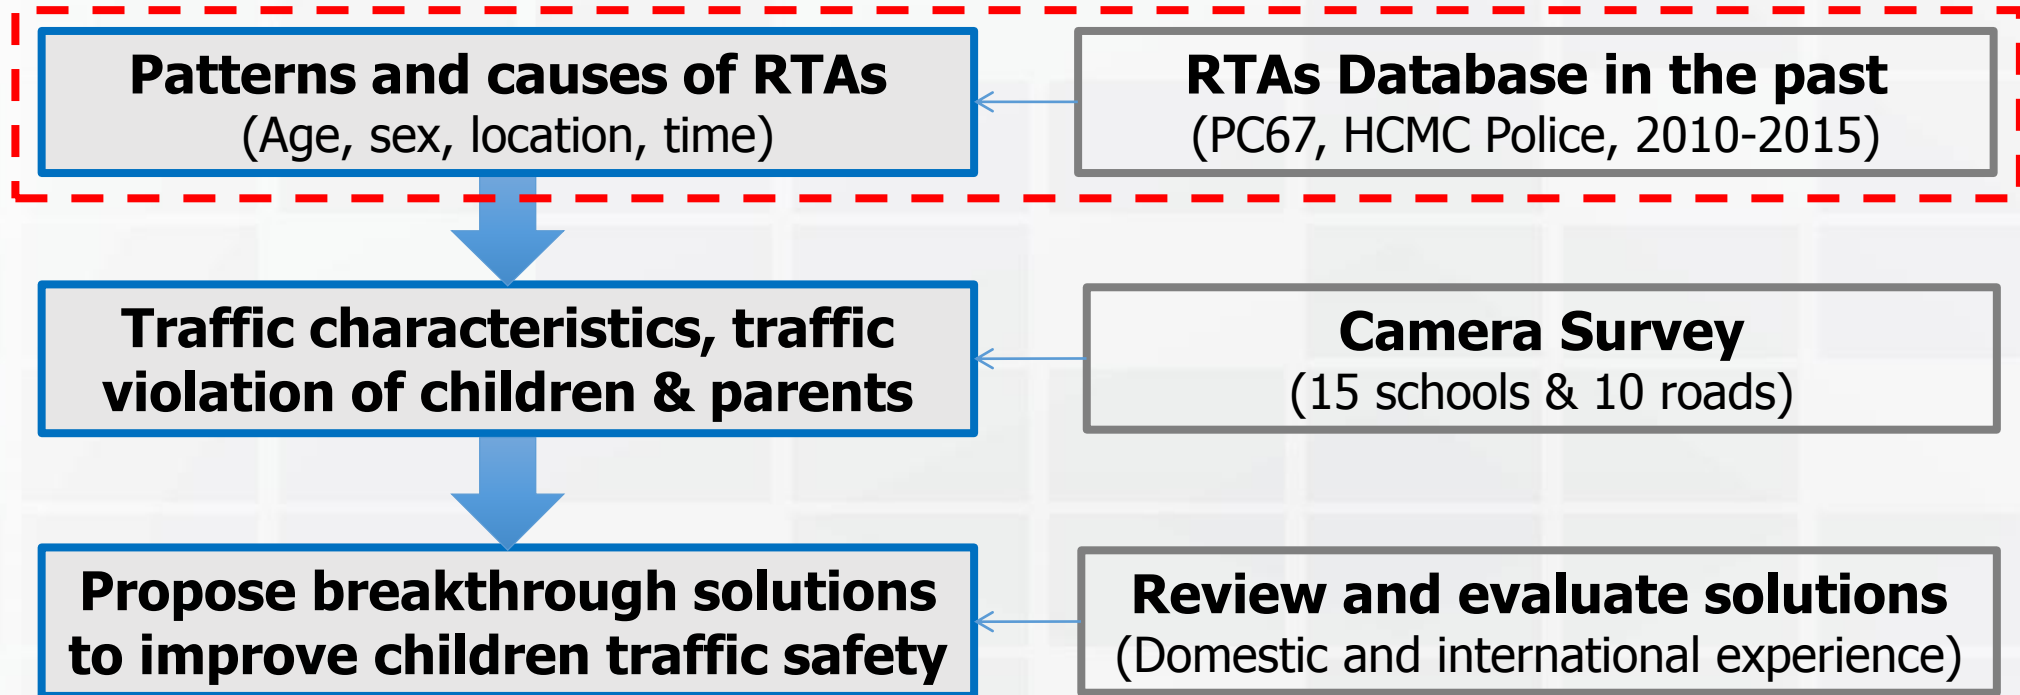 Patterns and causes of RTAs
(Age, sex, location, time)
RTAs Database in the past
(PC67, HCMC Police, 2010-2015)
Traffic characteristics, traffic
violation of children & parents
Camera Survey
(15 schools & 10 roads)
Propose breakthrough solutions
to improve children traffic safety
Review and evaluate solutions
(Domestic and international experience)